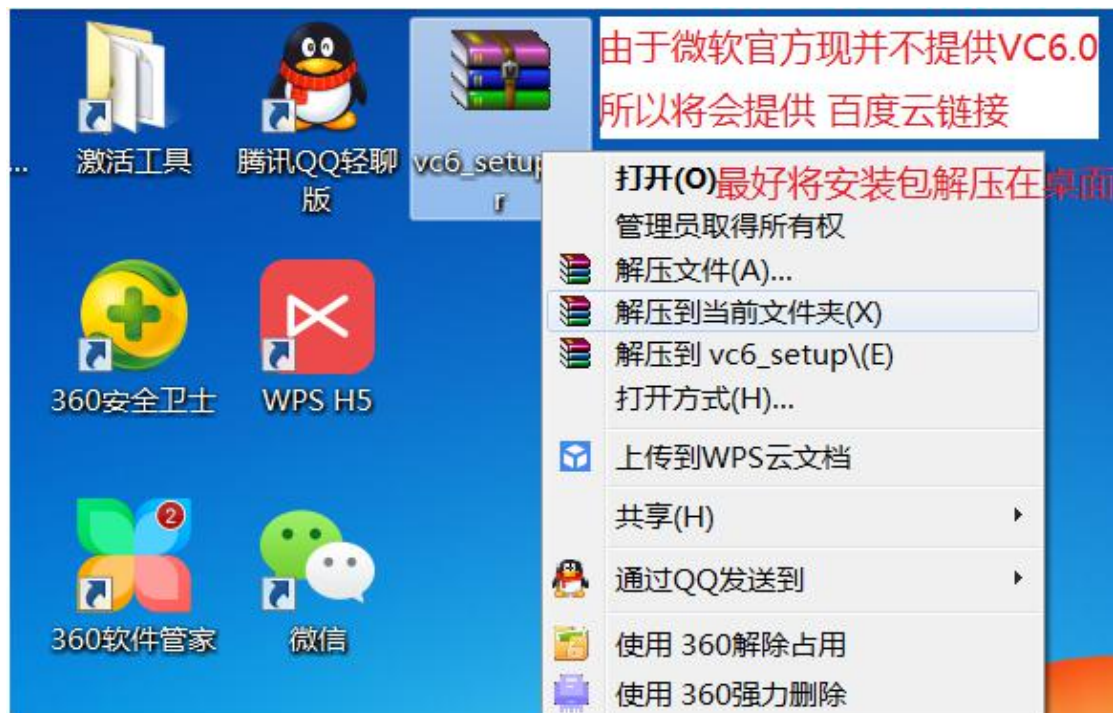 由于微软官方现并不提供VC6.0
所以将会提供 百度云链接
... 激活工具
腾讯QQ轻聊
版
vc6_setup
r
打开(O)最好将安装包解压在桌面
管理员取得所有权
解压文件(A)...
解压到当前文件夹(X)
解压到 vc6_setup\(E)
打开方式(H)...
360安全卫士
WPS H5
上传到WPS云文档
共享(H)
2
通过QQ发送到
360软件管家
微信
使用 360解除占用
使用 360强力删除